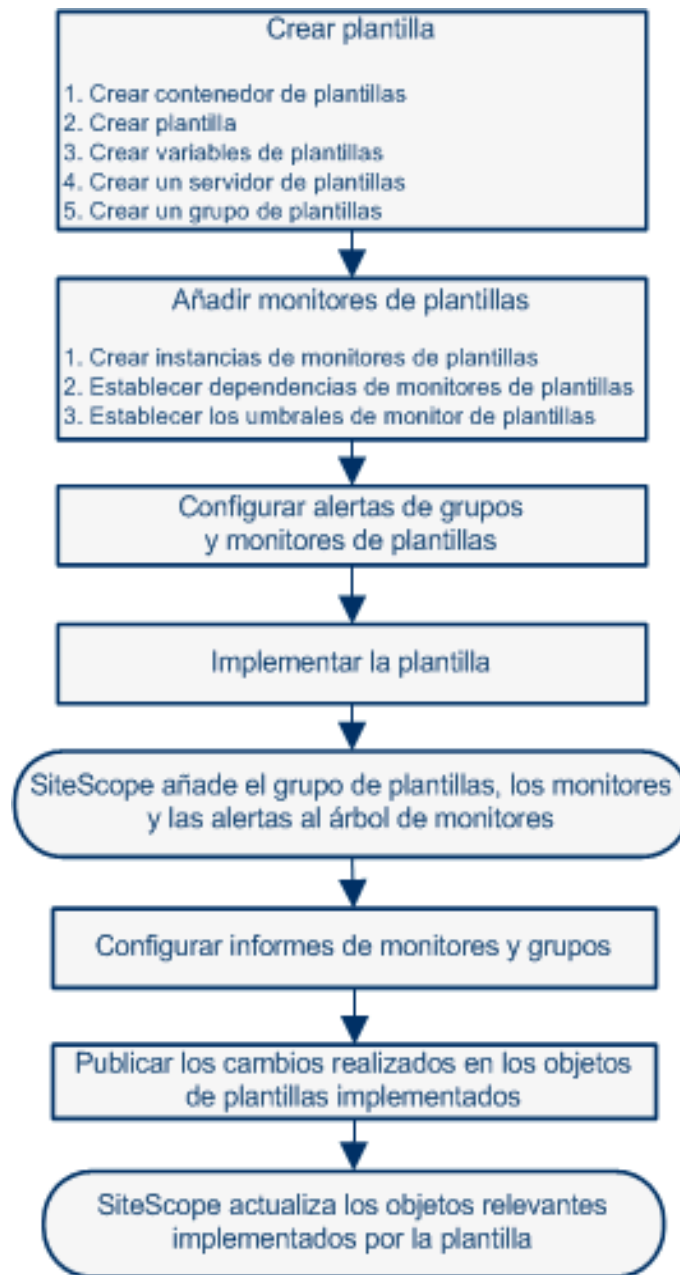 Crear plantilla
1. Crear contenedor de plantillas
2. Crear plantilla
3. Crear variables de plantillas
4. Crear un servidor de plantillas
5. Crear un grupo de plantillas
Añadir monitores de plantillas
1. Crear instancias de monitores de plantillas
2. Establecer dependencias de monitores de plantillas
3. Establecer los umbrales de monitor de plantillas
Configurar alertas de grupos
y monitores de plantillas
Implementar la plantilla
SiteScope añade el grupo de plantillas, los monitores
y las alertas al árbol de monitores
Configurar informes de monitores y grupos
Publicar los cambios realizados en los objetos
de plantillas implementados
SiteScope actualiza los objetos relevantes
implementados por la plantilla